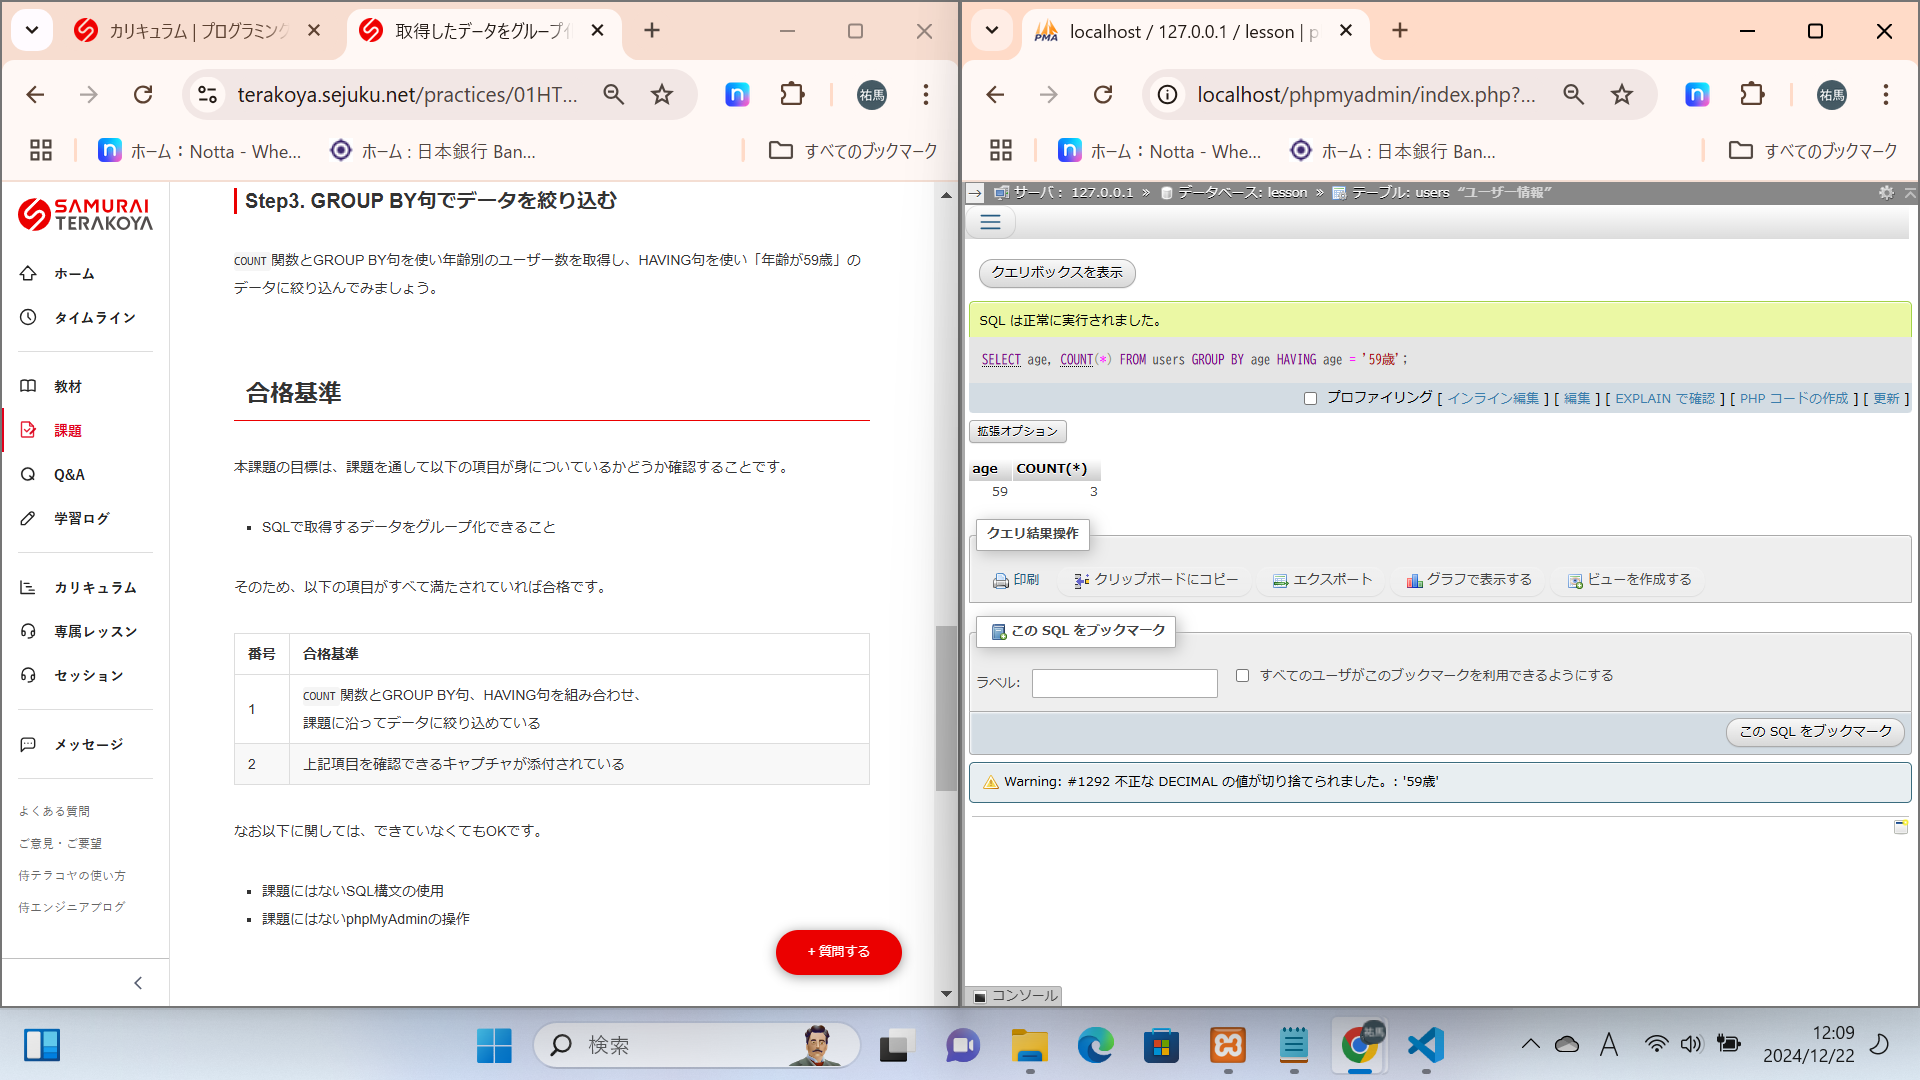 カリキュラム | プログラミング
取得したデータをグループ化
terakoya.sejuku.net/practices/01HT...
祐馬
ホーム：Notta - Whe...
ホーム : 日本銀行 Ban...
すべてのブックマーク
SAMURAI
TERAKOYA
ホーム
タイムライン
教材
課題
Q&A
学習ログ
カリキュラム
専属レッスン
セッション
メッセージ
よくある質問
ご意見・ご要望
侍テラコヤの使い方
侍エンジニアブログ
Step3. GROUP BY句でデータを絞り込む
COUNT 関数とGROUP BY句を使い年齢別のユーザー数を取得し、HAVING句を使い「年齢が59歳」の
データに絞り込んでみましょう。
合格基準
本課題の目標は、課題を通して以下の項目が身についているかどうか確認することです。
SQLで取得するデータをグループ化できること
そのため、以下の項目がすべて満たされていれば合格です。
番号 合格基準
1 COUNT 関数とGROUP BY句、HAVING句を組み合わせ、
課題に沿ってデータに絞り込めている
2 上記項目を確認できるキャプチャが添付されている
なお以下に関しては、できていなくてもOKです。
課題にはないSQL構文の使用
課題にはないphpMyAdminの操作
+ 質問する
PMA
localhost / 127.0.0.1 / lesson | p
localhost/phpmyadmin/index.php?...
祐馬
ホーム：Notta - Whe...
ホーム : 日本銀行 Ban...
すべてのブックマーク
サーバ : 127.0.0.1 » データベース: lesson » テーブル: users “ユーザー情報”
クエリボックスを表示
SQL は正常に実行されました。
SELECT age, COUNT(*) FROM users GROUP BY age HAVING age = '59歳';
プロファイリング [ インライン編集 ] [ 編集 ] [ EXPLAIN で確認 ] [ PHP コードの作成 ] [ 更新 ]
拡張オプション
age COUNT(*)
59 3
クエリ結果操作
印刷 クリップボードにコピー エクスポート グラフで表示する ビューを作成する
この SQL をブックマーク
ラベル: すべてのユーザがこのブックマークを利用できるようにする
この SQL をブックマーク
Warning: #1292 不正な DECIMAL の値が切り捨てられました。: '59歳'
コンソール
検索
祐馬
A
12:09
2024/12/22